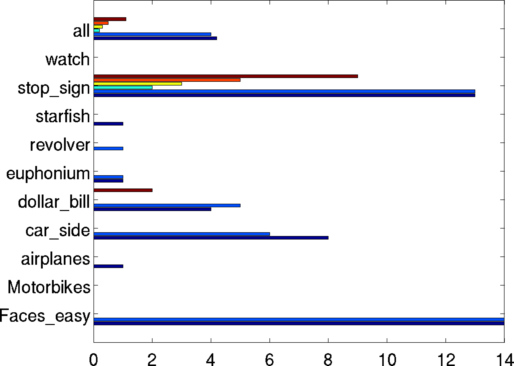 all
watch
stop_sign
starfish
revolver
euphonium
dollar_bill
car_side
airplanes
Motorbikes
Faces_easy
0 2 4 6 8 10 12 14